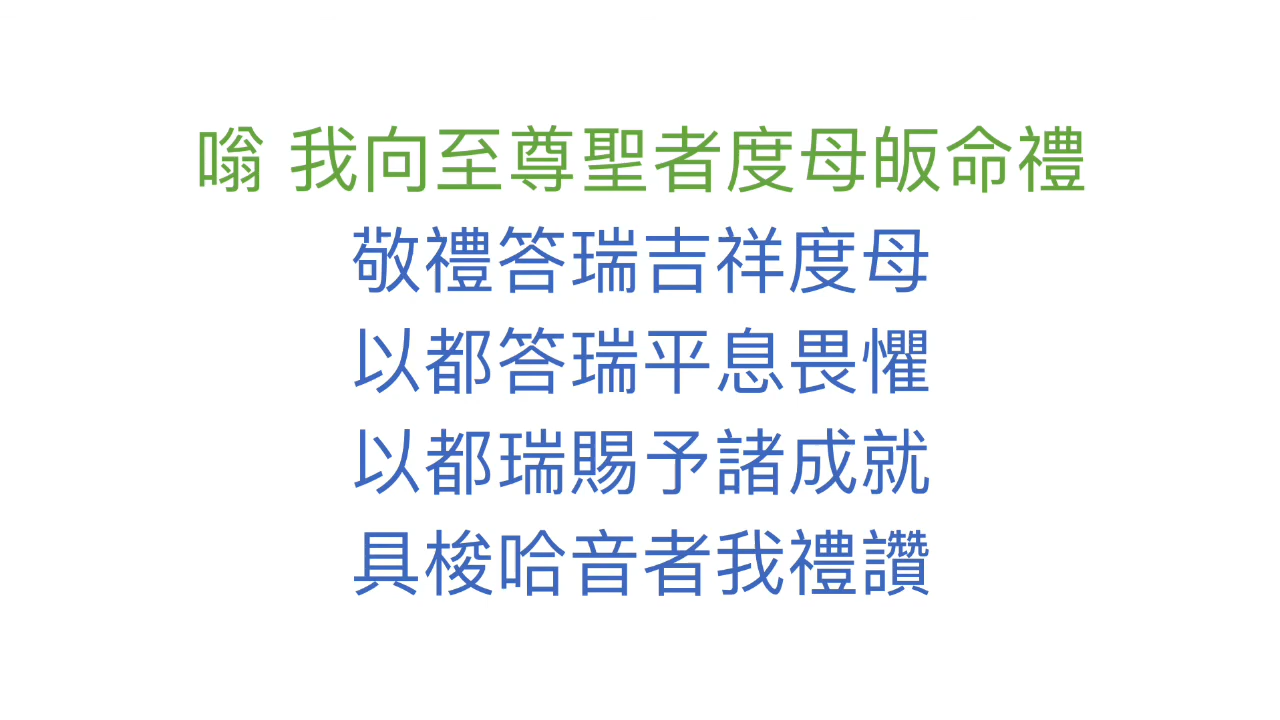 嗡 我向至尊聖者度母皈命禮
敬禮答瑞吉祥度母
以都答瑞平息畏懼
以都瑞賜予諸成就
具梭哈音者我禮讚